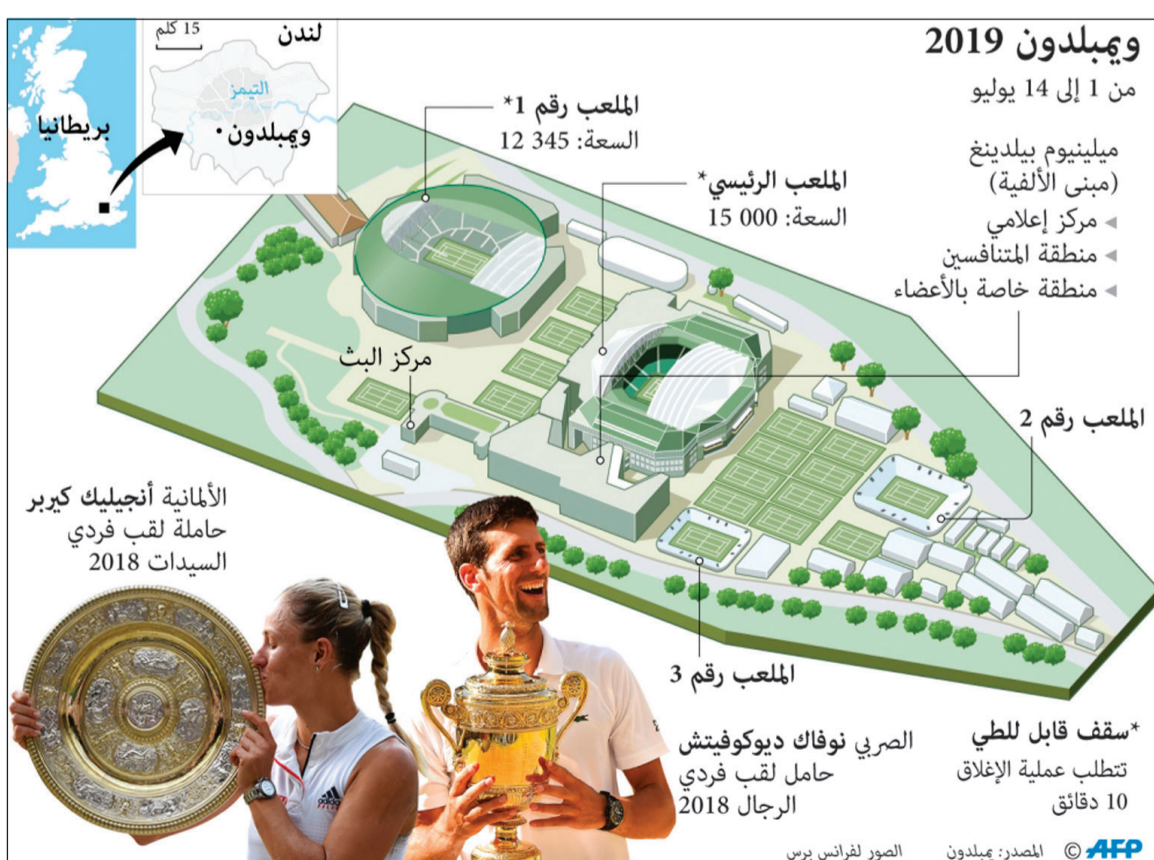 ويمبلدون 2019
من 1 إلى 14 يوليو
ميلينيوم بيلدينغ
(مبنى الألفية)
مركز إعلامي
منطقة المتنافسين
منطقة خاصة بالأعضاء
لندن
15 كلم
التيمز
ويمبلدون
بريطانيا
الملعب رقم 1*
السعة: 345 12
الملعب الرئيسي*
السعة: 000 15
مركز البث
الملعب رقم 2
الملعب رقم 3
الألمانية أنجيليك كيربر
حاملة لقب فردي
السيدات 2018
الصربي نوفاك ديوكوفيتش
حامل لقب فردي
الرجال 2018
*سقف قابل للطي
تتطلب عملية الإغلاق
10 دقائق
adidas
AFP © المصدر: يمبلدون الصور لفرانس برس